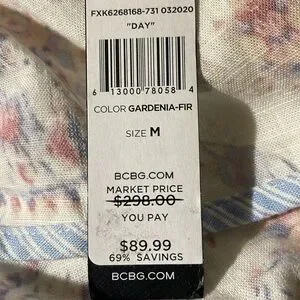 FXK6268168-731 032020
"DAY"
6 13000 78058 4
COLOR GARDENIA-FIR
SIZE M
BCBG.COM
MARKET PRICE
$298.00
YOU PAY
$89.99
69% SAVINGS
BCBG.COM